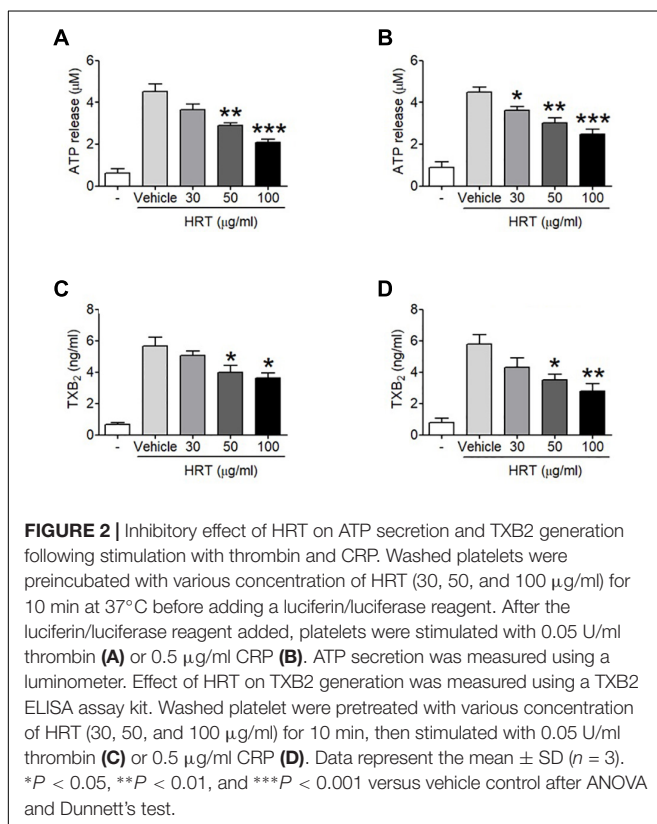 A
B
ATP release (μM)
6
4
2
0
**
***
- Vehicle 30 50 100
HRT (μg/ml)
ATP release (μM)
6
4
2
0
*
**
***
- Vehicle 30 50 100
HRT (μg/ml)
C
D
TXB₂ (ng/ml)
8
6
4
2
0
*
*
- Vehicle 30 50 100
HRT (μg/ml)
TXB₂ (ng/ml)
8
6
4
2
0
*
**
- Vehicle 30 50 100
HRT (μg/ml)
FIGURE 2 | Inhibitory effect of HRT on ATP secretion and TXB2 generation
following stimulation with thrombin and CRP. Washed platelets were
preincubated with various concentration of HRT (30, 50, and 100 μg/ml) for
10 min at 37°C before adding a luciferin/luciferase reagent. After the
luciferin/luciferase reagent added, platelets were stimulated with 0.05 U/ml
thrombin (A) or 0.5 μg/ml CRP (B). ATP secretion was measured using a
luminometer. Effect of HRT on TXB2 generation was measured using a TXB2
ELISA assay kit. Washed platelet were pretreated with various concentration
of HRT (30, 50, and 100 μg/ml) for 10 min, then stimulated with 0.05 U/ml
thrombin (C) or 0.5 μg/ml CRP (D). Data represent the mean ± SD (n = 3).
*P < 0.05, **P < 0.01, and ***P < 0.001 versus vehicle control after ANOVA
and Dunnett's test.